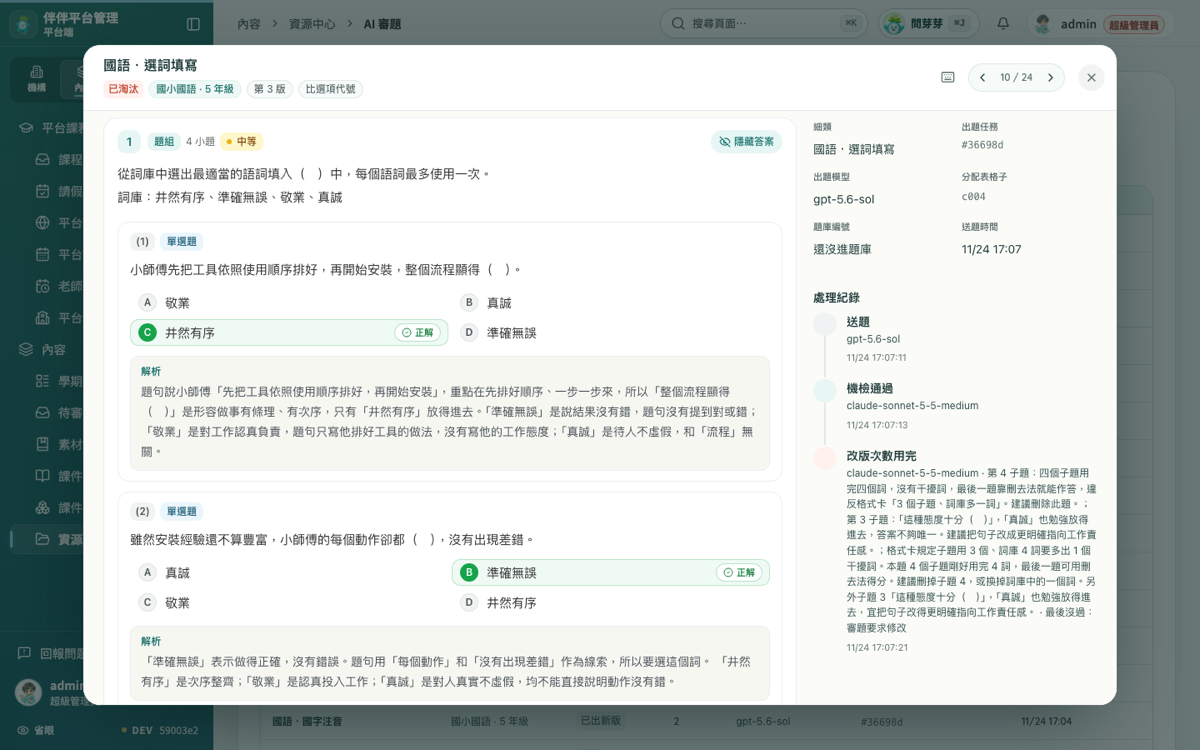 伴伴平台管理
平台端
內容 > 資源中心 > AI 審題
搜尋頁面… ⌘K
問芽芽 ⌘J
admin 超級管理員
機構
內
平台課
課程
請假
平台
平台
老師
平台
內容
學期
待審
素材
課件
課件
資源
回報問題
admin
超級管理
省眼
DEV 59003e2
國語・選詞填寫
已淘汰 國小國語・5 年級 第 3 版 比選項代號
10 / 24
1 題組 4 小題 中等
隱藏答案
從詞庫中選出最適當的語詞填入（　）中，每個語詞最多使用一次。
詞庫：井然有序、準確無誤、敬業、真誠
(1) 單選題
小師傅先把工具依照使用順序排好，再開始安裝，整個流程顯得（　）。
A 敬業
B 真誠
C 井然有序 正解
D 準確無誤
解析
題句說小師傅「先把工具依照使用順序排好，再開始安裝」，重點在先排好順序、一步一步來，所以「整個流程顯得
（　）」是形容做事有條理、有次序，只有「井然有序」放得進去。「準確無誤」是說結果沒有錯，題句沒有提到對或錯；
「敬業」是對工作認真負責，題句只寫他排好工具的做法，沒有寫他的工作態度；「真誠」是待人不虛假，和「流程」無
關。
(2) 單選題
雖然安裝經驗還不算豐富，小師傅的每個動作卻都（　），沒有出現差錯。
A 真誠
B 準確無誤 正解
C 敬業
D 井然有序
解析
「準確無誤」表示做得正確，沒有錯誤。題句用「每個動作」和「沒有出現差錯」作為線索，所以要選這個詞。 「井然
有序」是次序整齊；「敬業」是認真投入工作；「真誠」是對人真實不虛假，均不能直接說明動作沒有錯。
細類
國語・選詞填寫
出題任務
#36698d
出題模型
gpt-5.6-sol
分配表格子
c004
題庫編號
還沒進題庫
送題時間
11/24 17:07
處理紀錄
送題
gpt-5.6-sol
11/24 17:07:11
機檢通過
claude-sonnet-5-5-medium
11/24 17:07:13
改版次數用完
claude-sonnet-5-5-medium · 第 4 子題：四個子題用
完四個詞，沒有干擾詞，最後一題靠刪去法就能作答，違
反格式卡「3 個子題、詞庫多一詞」。建議刪除此題。；
第 3 子題：「這種態度十分（　）」，「真誠」也勉強放得
進去，答案不夠唯一。建議把句子改成更明確指向工作責
任感。；格式卡規定子題用 3 個、詞庫 4 詞要多出 1 個
干擾詞。本題 4 個子題剛好用完 4 詞，最後一題可用刪
去法得分。建議刪掉子題 4，或換掉詞庫中的一個詞。另
外子題 3「這種態度十分（　）」，「真誠」也勉強放得進
去，宜把句子改得更明確指向工作責任感。 · 最後沒過：
審題要求修改
11/24 17:07:21
國語・國字注音 國小國語・5 年級 已出新版 2 gpt-5.6-sol #36698d 11/24 17:04